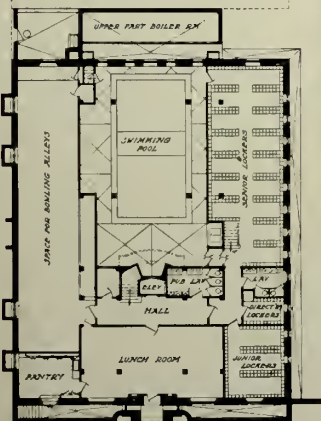 UPPER PART BOILER RM
SPACE FOR BOWLING ALLEYS
SWIMMING
POOL
SENIOR LOCKERS
ELEV
PUB LAV
LAV
HALL
LOCKERS
LUNCH ROOM
JUNIOR
LOCKERS
PANTRY